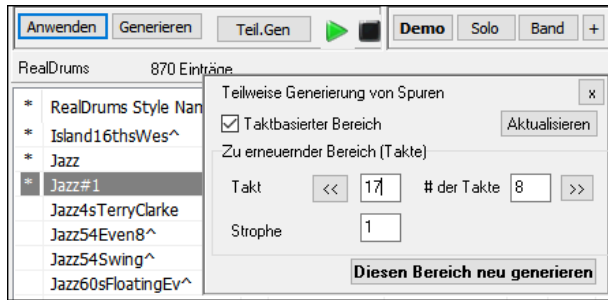 Anwenden Generieren Teil.Gen Demo Solo Band +
RealDrums 870 Einträge
* RealDrums Style Nan
* Island16thsWes^
* Jazz
* Jazz#1
Jazz4sTerryClarke
Jazz54Even8^
Jazz54Swing^
Jazz60sFloatingEv^
Teilweise Generierung von Spuren x
Taktbasierter Bereich Aktualisieren
Zu erneuernder Bereich (Takte)
Takt << 17 # der Takte 8 >>
Strophe 1
Diesen Bereich neu generieren